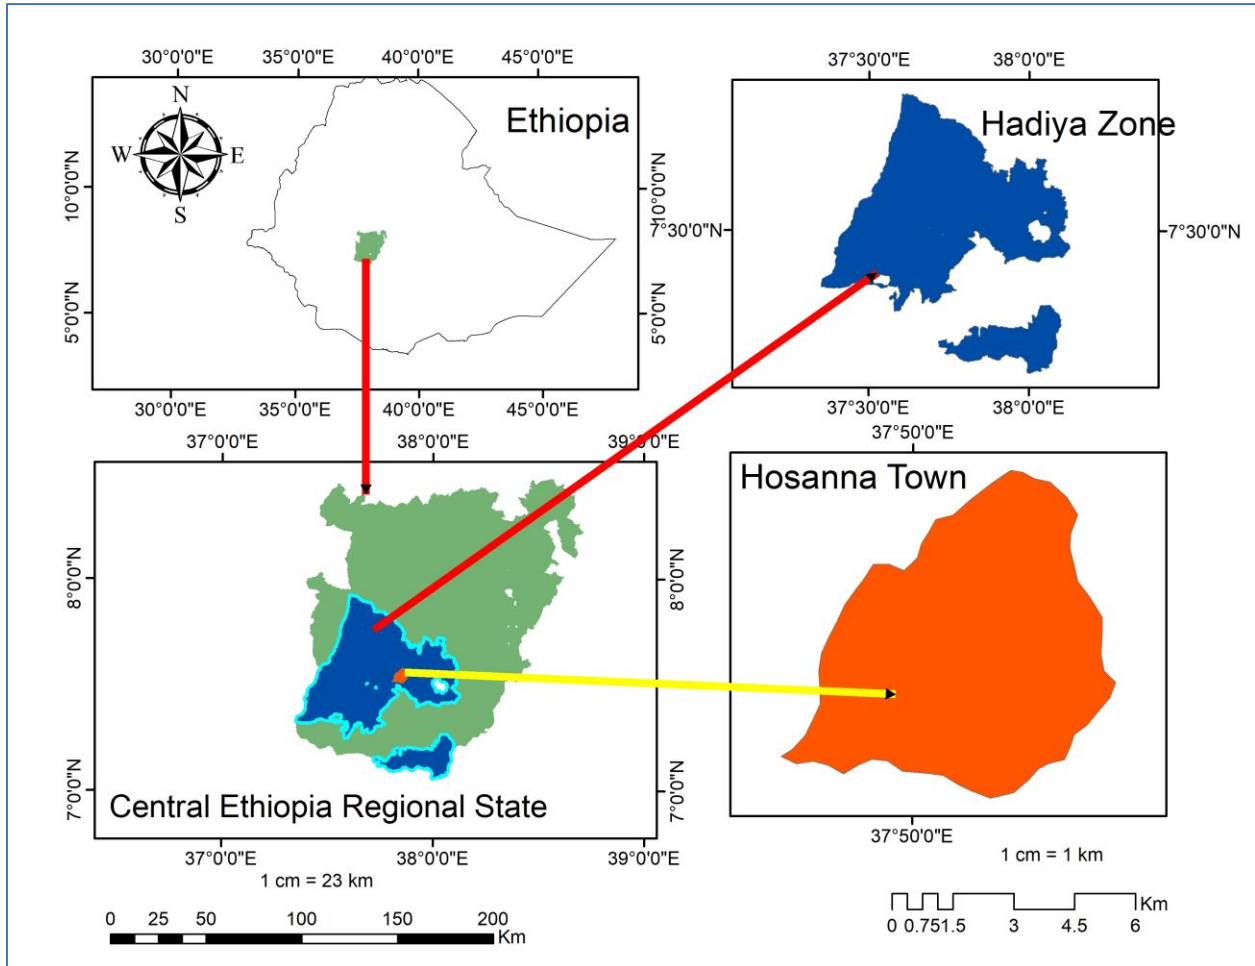 30°0'0"E 35°0'0"E 40°0'0"E 45°0'0"E
N
W E
S
Ethiopia
10°0'0"N
5°0'0"N
10°0'0"N
5°0'0"N
30°0'0"E 35°0'0"E 40°0'0"E 45°0'0"E
37°30'0"E 38°0'0"E
Hadiya Zone
7°30'0"N
7°30'0"N
37°30'0"E 38°0'0"E
37°0'0"E 38°0'0"E 39°0'0"E
8°0'0"N
7°0'0"N
8°0'0"N
7°0'0"N
Central Ethiopia Regional State
37°0'0"E 38°0'0"E 39°0'0"E
1 cm = 23 km
0 25 50 100 150 200
Km
37°50'0"E
Hosanna Town
37°50'0"E
1 cm = 1 km
Km
0 0.751.5 3 4.5 6